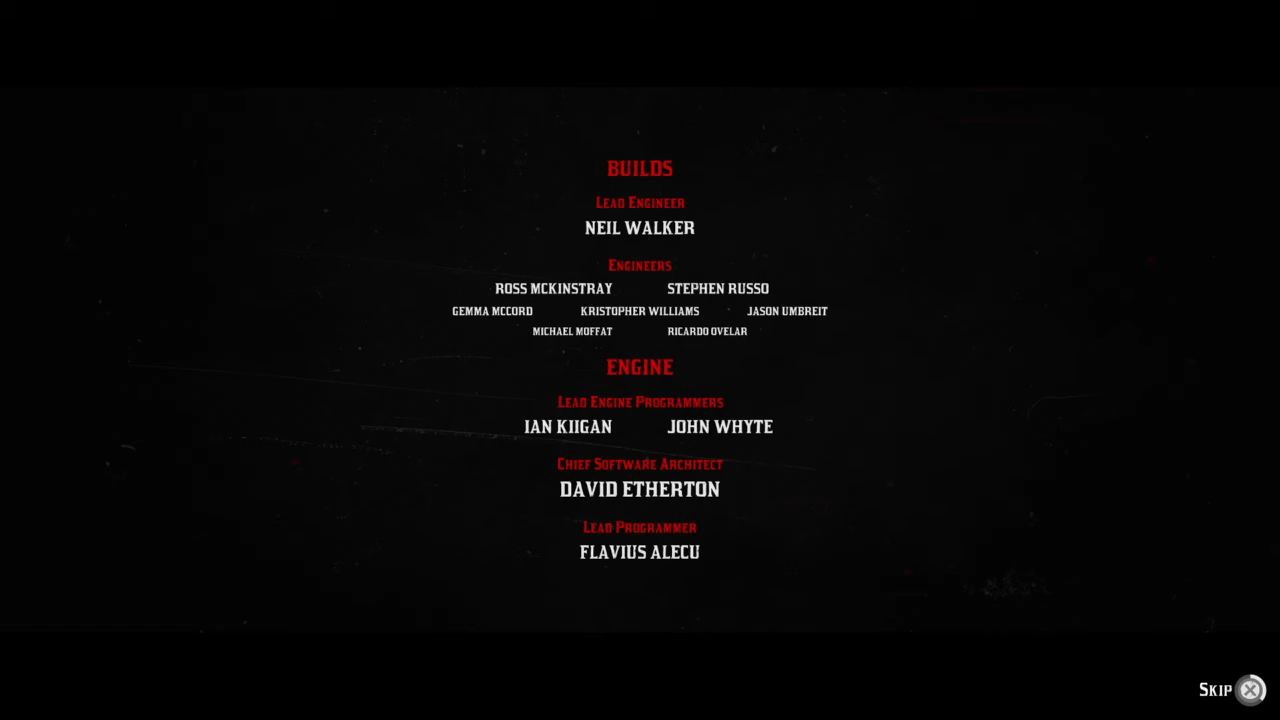 BUILDS
LEAD ENGINEER
NEIL WALKER
ENGINEERS
ROSS MCKINSTRAY STEPHEN RUSSO
GEMMA MCCORD KRISTOPHER WILLIAMS JASON UMBREIT
MICHAEL MOFFAT RICARDO OVELAR
ENGINE
LEAD ENGINE PROGRAMMERS
IAN KIIGAN JOHN WHYTE
CHIEF SOFTWARE ARCHITECT
DAVID ETHERTON
LEAD PROGRAMMER
FLAVIUS ALECU
SKIP